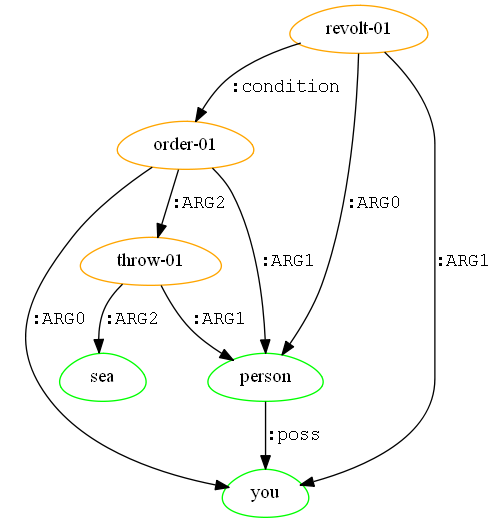 revolt-01
:condition
order-01
:ARG2
:ARG0
throw-01
:ARG1
:ARG1
:ARG0
:ARG2
:ARG1
sea
person
:poss
you